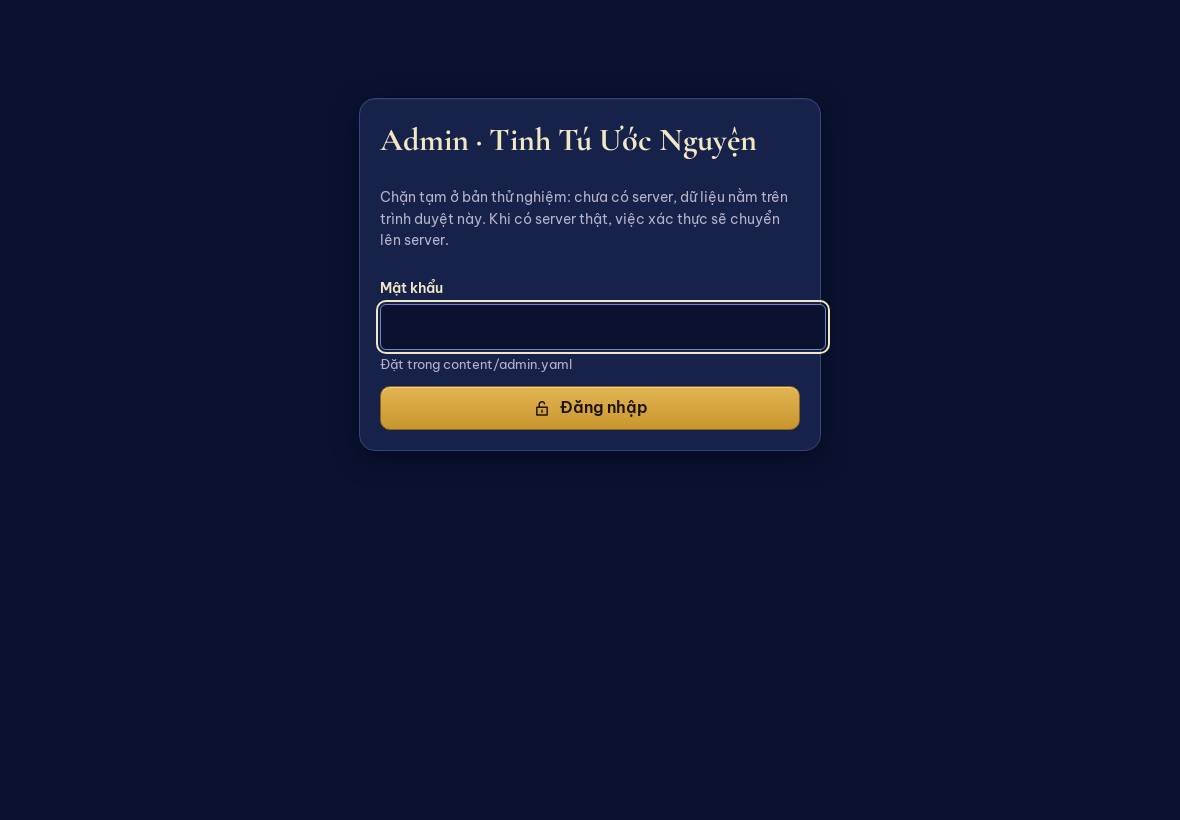 Admin · Tinh Tú Ước Nguyện
Chặn tạm ở bản thử nghiệm: chưa có server, dữ liệu nằm trên
trình duyệt này. Khi có server thật, việc xác thực sẽ chuyển
lên server.
Mật khẩu
Đặt trong content/admin.yaml
Đăng nhập